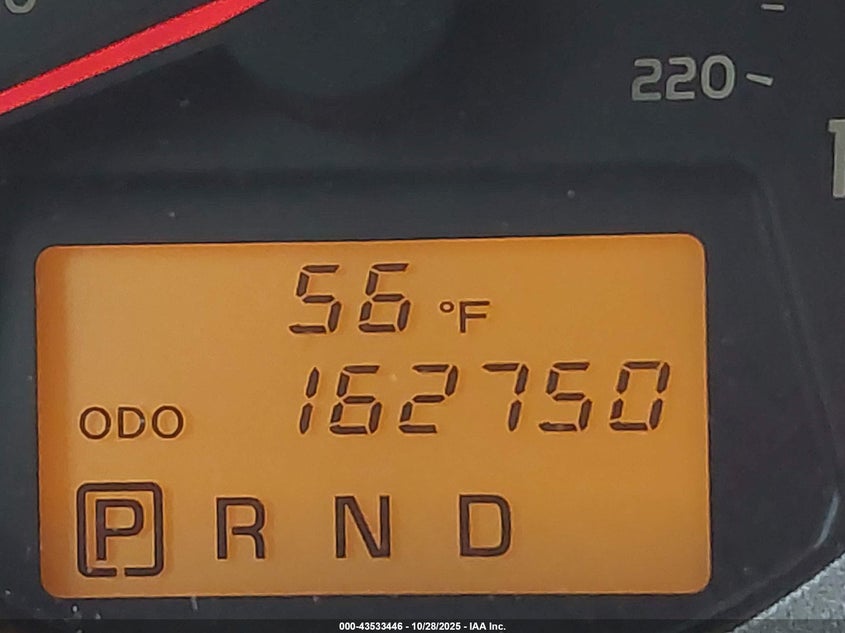 220
56 °F
ODO 162750
P R N D
000-43533446 - 10/28/2025 - IAA Inc.